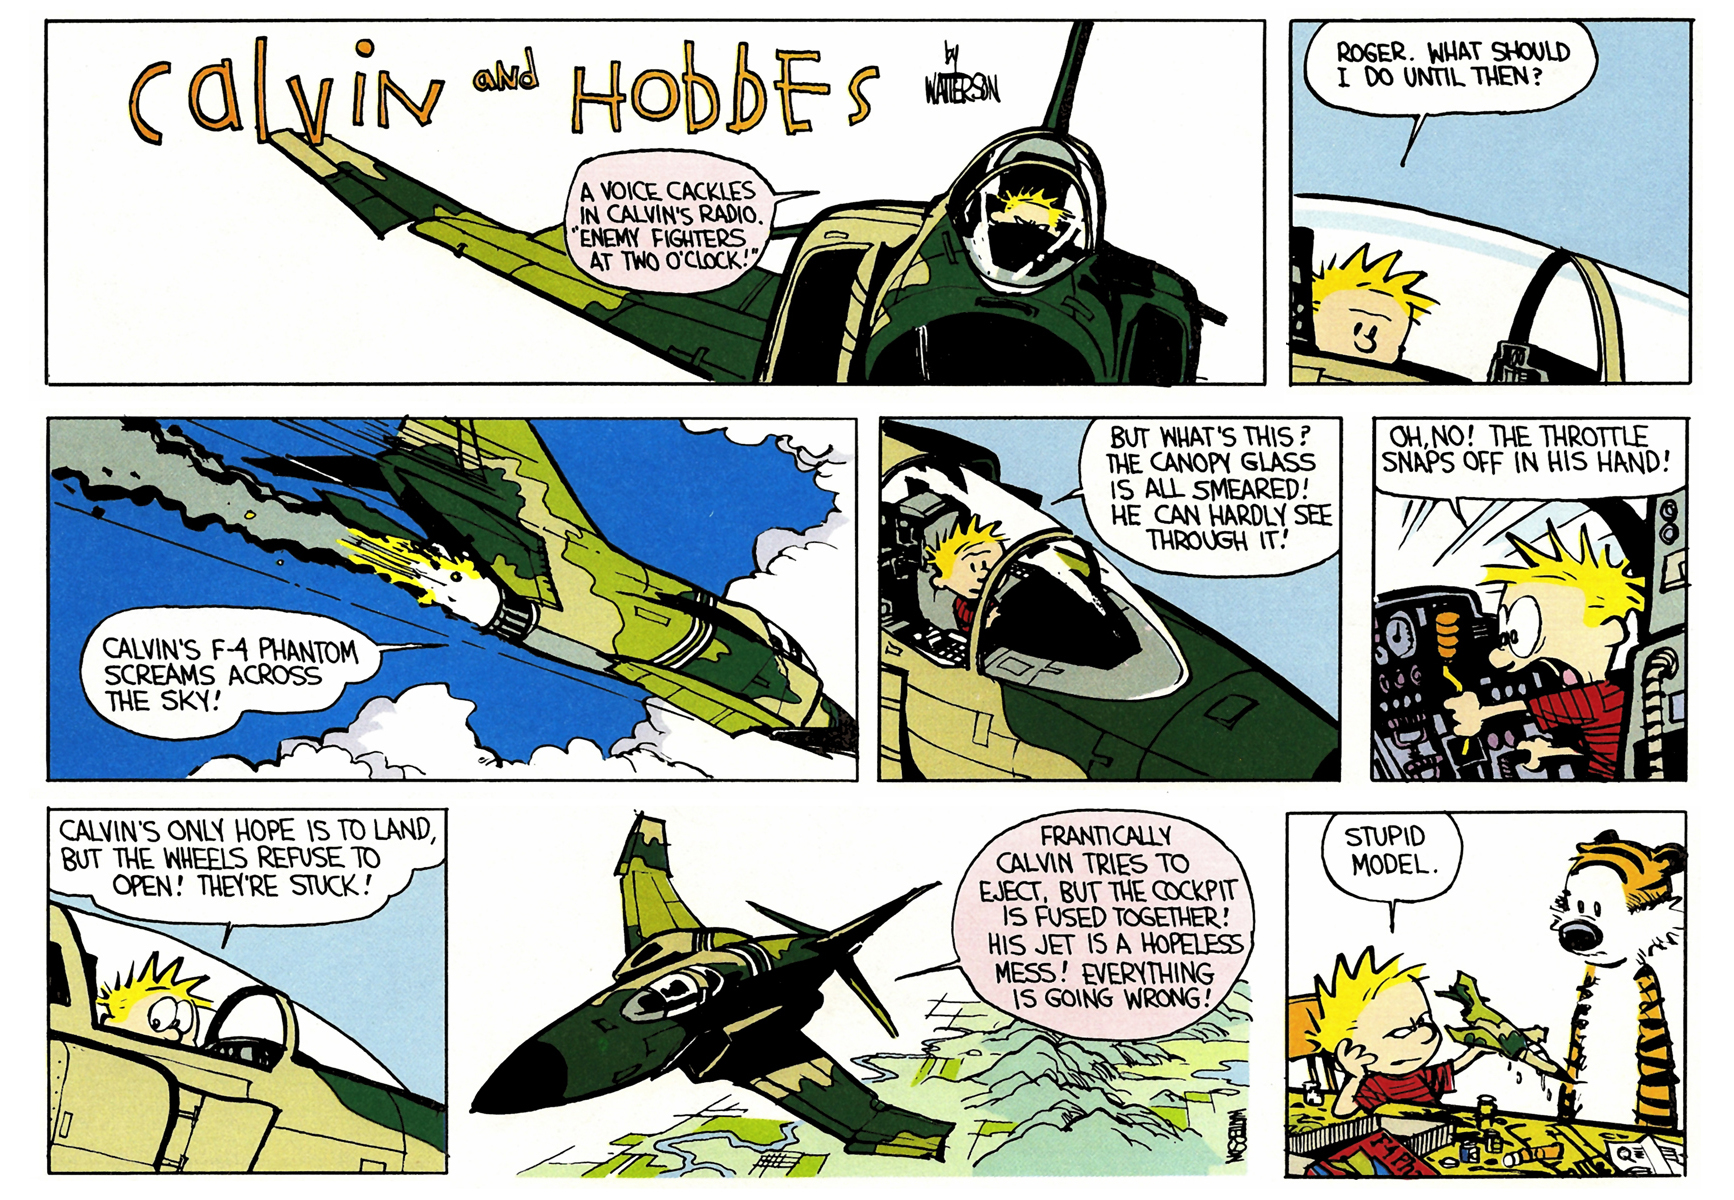 Calvin and Hobbes
by
WATTERSON
A VOICE CACKLES
IN CALVIN'S RADIO.
"ENEMY FIGHTERS
AT TWO O'CLOCK!"
ROGER. WHAT SHOULD
I DO UNTIL THEN?
CALVIN'S F-4 PHANTOM
SCREAMS ACROSS
THE SKY!
BUT WHAT'S THIS?
THE CANOPY GLASS
IS ALL SMEARED!
HE CAN HARDLY SEE
THROUGH IT!
OH, NO! THE THROTTLE
SNAPS OFF IN HIS HAND!
CALVIN'S ONLY HOPE IS TO LAND,
BUT THE WHEELS REFUSE TO
OPEN! THEY'RE STUCK!
FRANTICALLY
CALVIN TRIES TO
EJECT, BUT THE COCKPIT
IS FUSED TOGETHER!
HIS JET IS A HOPELESS
MESS! EVERYTHING
IS GOING WRONG!
WATTERSON
STUPID
MODEL.